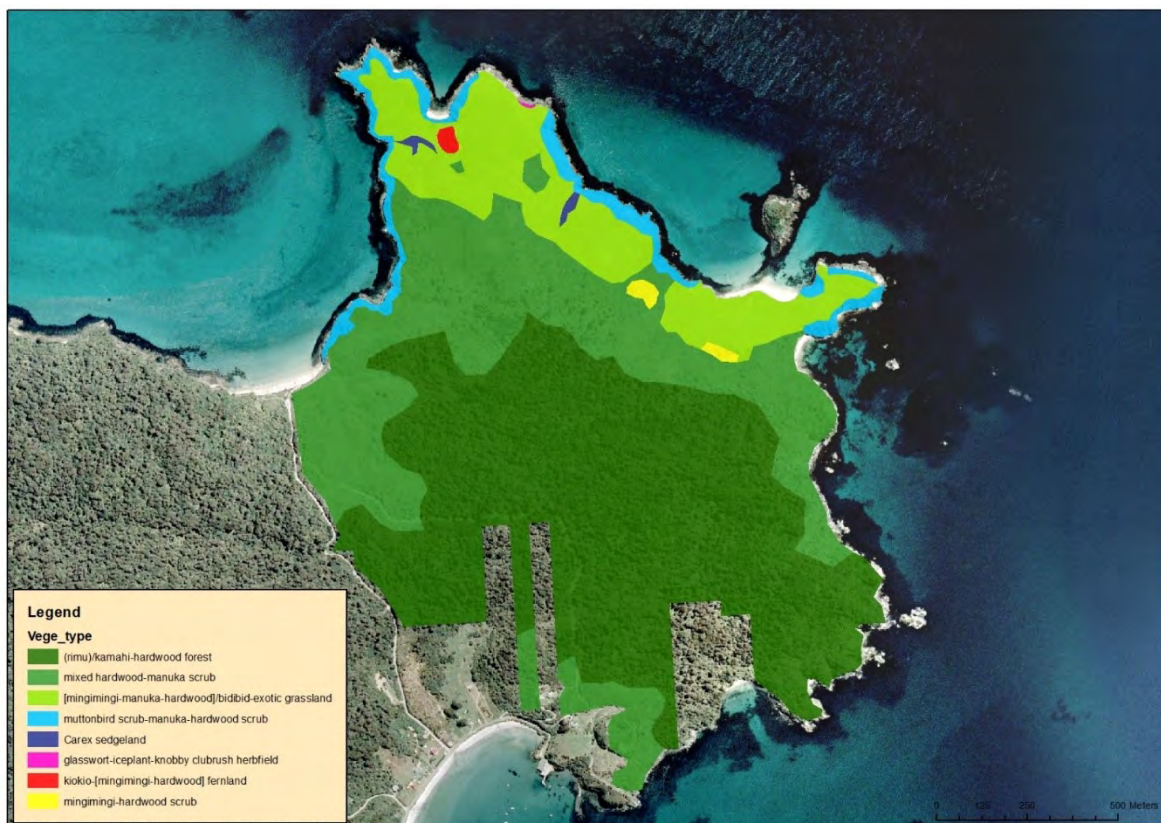 Legend
Vege_type
(rimu)/kamahi-hardwood forest
mixed hardwood-manuka scrub
[mingimingi-manuka-hardwood]/bidibid-exotic grassland
muttonbird scrub-manuka-hardwood scrub
Carex sedgeland
glasswort-iceplant-knobby clubrush herbfield
kiokio-[mingimingi-hardwood] fernland
mingimingi-hardwood scrub
0 125 250 500 Meters